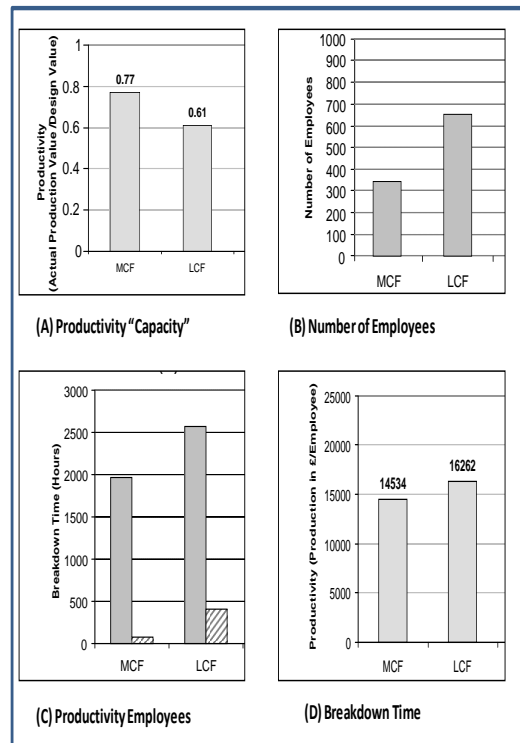 Productivity
(Actual Production Value /Design Value)
1
0.8
0.6
0.4
0.2
0
0.77
0.61
MCF
LCF
(A) Productivity “Capacity”
Number of Employees
1000
900
800
700
600
500
400
300
200
100
0
MCF
LCF
(B) Number of Employees
Breakdown Time (Hours)
3000
2500
2000
1500
1000
500
0
MCF
LCF
(C) Productivity Employees
Productivity (Production in £/Employee)
25000
20000
15000
10000
5000
0
14534
16262
MCF
LCF
(D) Breakdown Time